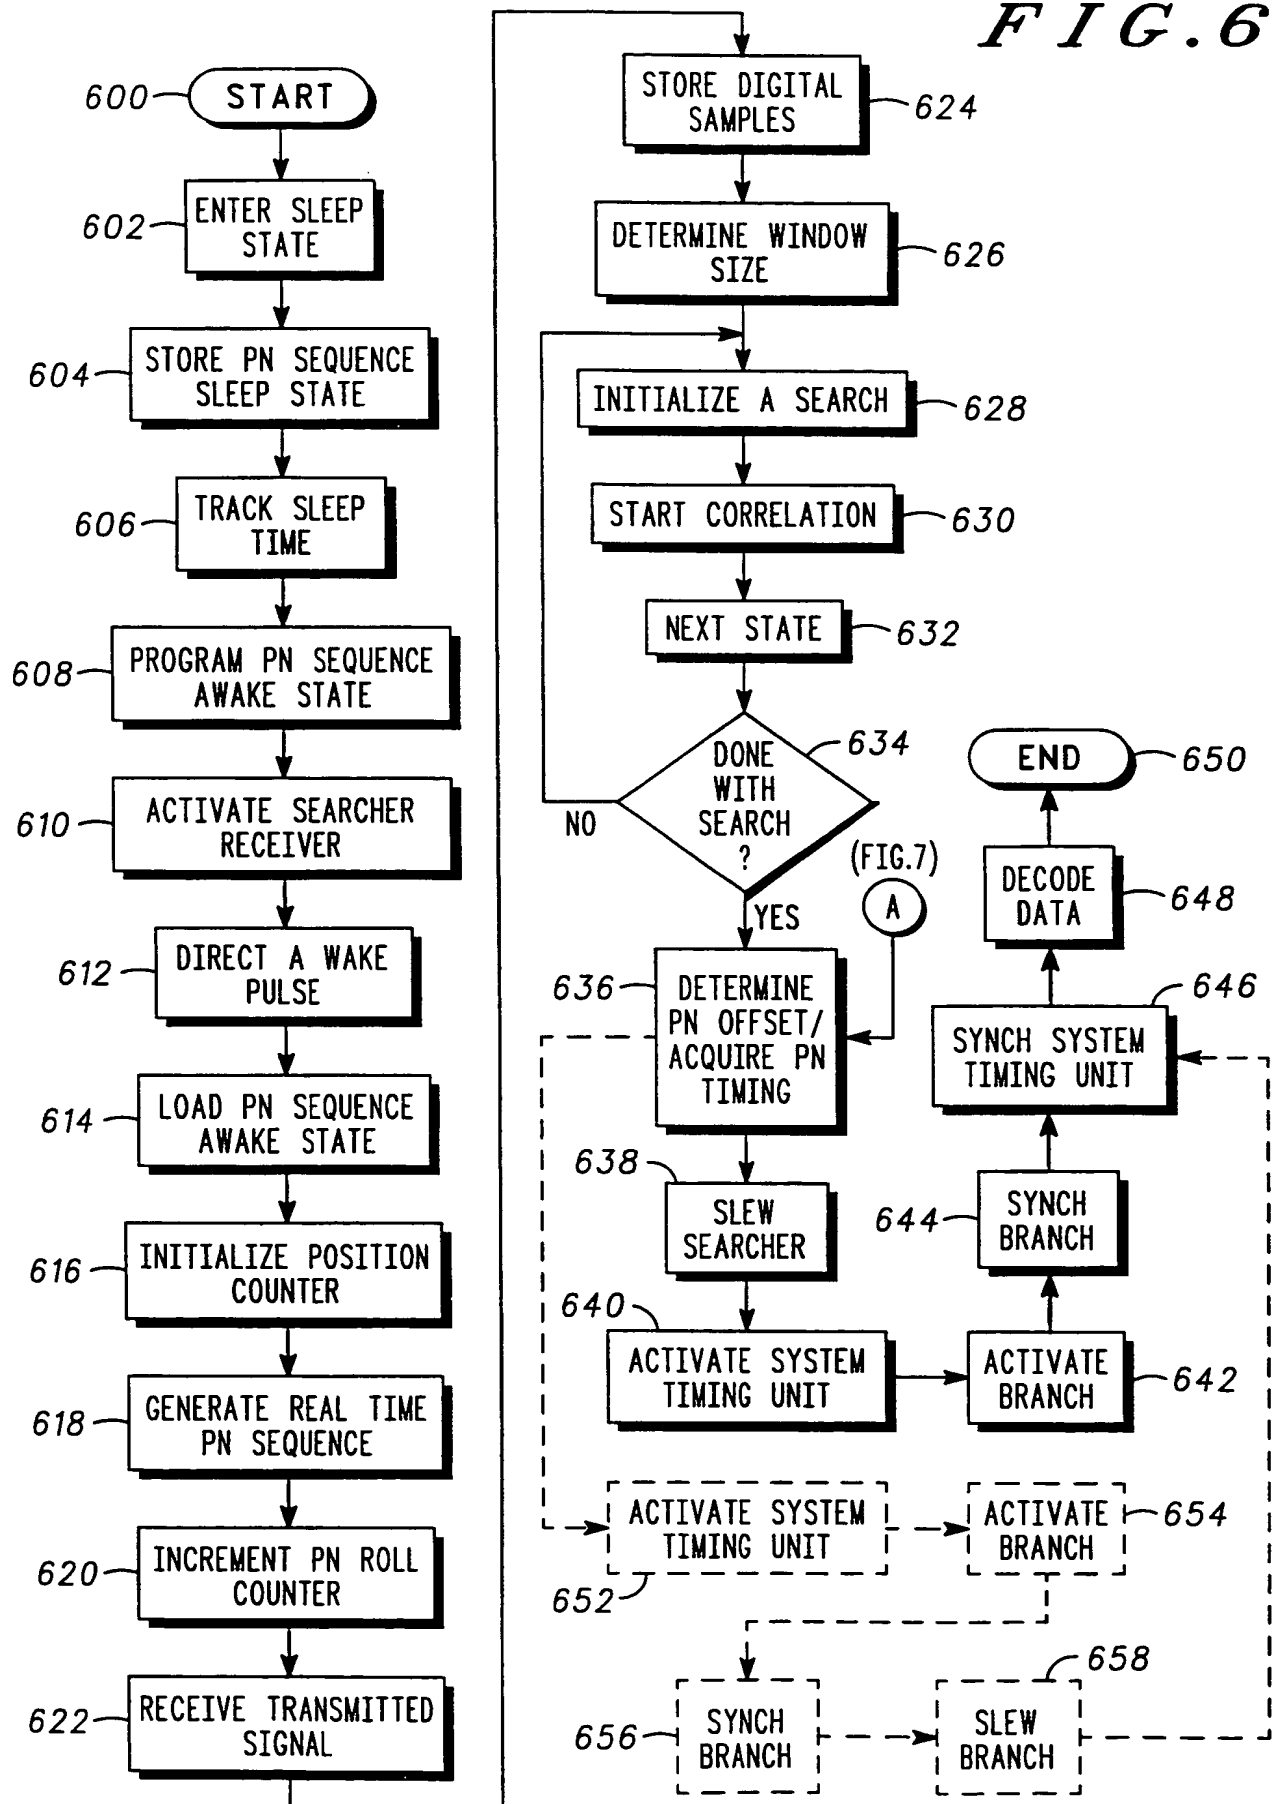 FIG.6
600
START
602
ENTER SLEEP
STATE
604
STORE PN SEQUENCE
SLEEP STATE
606
TRACK SLEEP
TIME
608
PROGRAM PN SEQUENCE
AWAKE STATE
610
ACTIVATE SEARCHER
RECEIVER
612
DIRECT A WAKE
PULSE
614
LOAD PN SEQUENCE
AWAKE STATE
616
INITIALIZE POSITION
COUNTER
618
GENERATE REAL TIME
PN SEQUENCE
620
INCREMENT PN ROLL
COUNTER
622
RECEIVE TRANSMITTED
SIGNAL
STORE DIGITAL
SAMPLES
624
DETERMINE WINDOW
SIZE
626
INITIALIZE A SEARCH
628
START CORRELATION
630
NEXT STATE
632
DONE
WITH
SEARCH
?
634
NO
YES
(FIG.7)
A
636
DETERMINE
PN OFFSET/
ACQUIRE PN
TIMING
638
SLEW
SEARCHER
640
ACTIVATE SYSTEM
TIMING UNIT
ACTIVATE
BRANCH
642
644
SYNCH
BRANCH
646
SYNCH SYSTEM
TIMING UNIT
DECODE
DATA
648
END
650
ACTIVATE SYSTEM
TIMING UNIT
652
ACTIVATE
BRANCH
654
656
SYNCH
BRANCH
658
SLEW
BRANCH